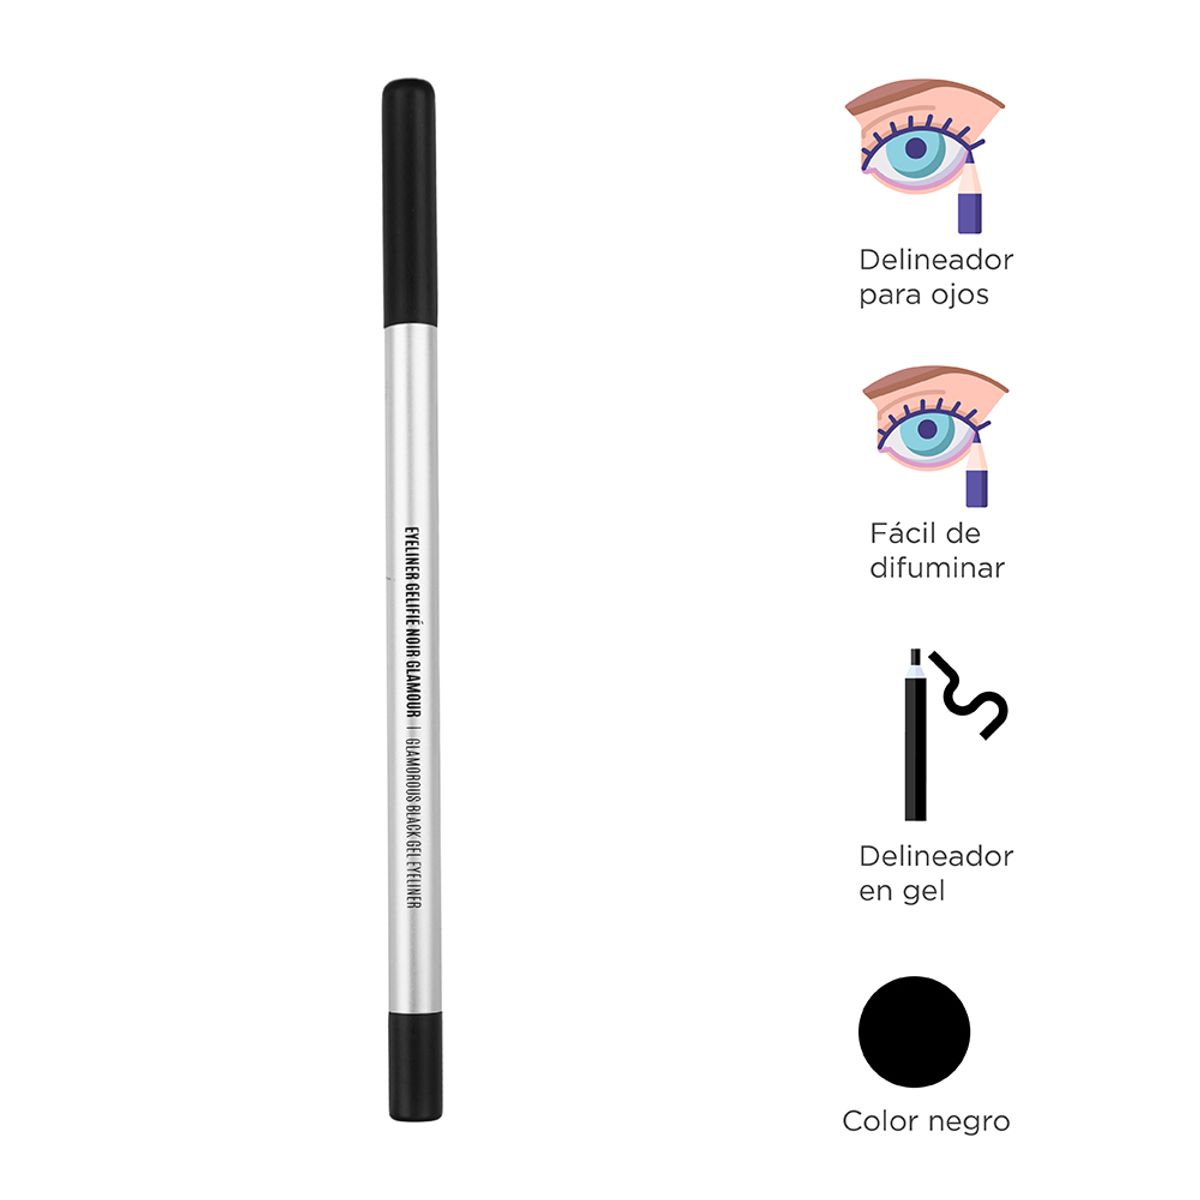 EYELINER GELIFIÉ NOIR GLAMOUR | GLAMOROUS BLACK GEL EYELINER
Delineador
para ojos
Fácil de
difuminar
Delineador
en gel
Color negro